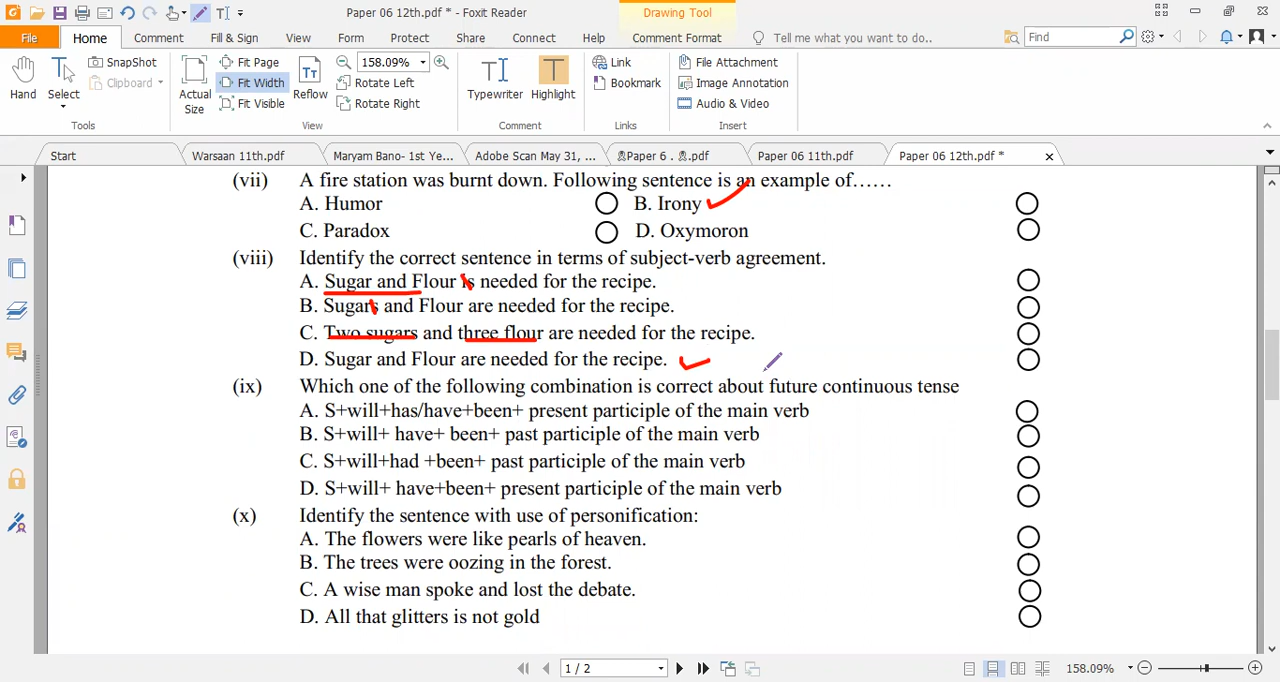 Paper 06 12th.pdf * - Foxit Reader
Drawing Tool
File Home Comment Fill & Sign View Form Protect Share Connect Help Comment Format Tell me what you want to do.. Find
Hand Select SnapShot Clipboard Actual Size Fit Page Fit Width Fit Visible Reflow 158.09% Rotate Left Rotate Right Typewriter Highlight Link Bookmark File Attachment Image Annotation Audio & Video
Tools View Comment Links Insert
Start Warsaan 11th.pdf Maryam Bano- 1st Ye... Adobe Scan May 31, ... Paper 6 . .pdf Paper 06 11th.pdf Paper 06 12th.pdf *
(vii) A fire station was burnt down. Following sentence is an example of……
A. Humor B. Irony
C. Paradox D. Oxymoron
(viii) Identify the correct sentence in terms of subject-verb agreement.
A. Sugar and Flour is needed for the recipe.
B. Sugars and Flour are needed for the recipe.
C. Two sugars and three flour are needed for the recipe.
D. Sugar and Flour are needed for the recipe.
(ix) Which one of the following combination is correct about future continuous tense
A. S+will+has/have+been+ present participle of the main verb
B. S+will+ have+ been+ past participle of the main verb
C. S+will+had +been+ past participle of the main verb
D. S+will+ have+been+ present participle of the main verb
(x) Identify the sentence with use of personification:
A. The flowers were like pearls of heaven.
B. The trees were oozing in the forest.
C. A wise man spoke and lost the debate.
D. All that glitters is not gold
1 / 2 158.09%